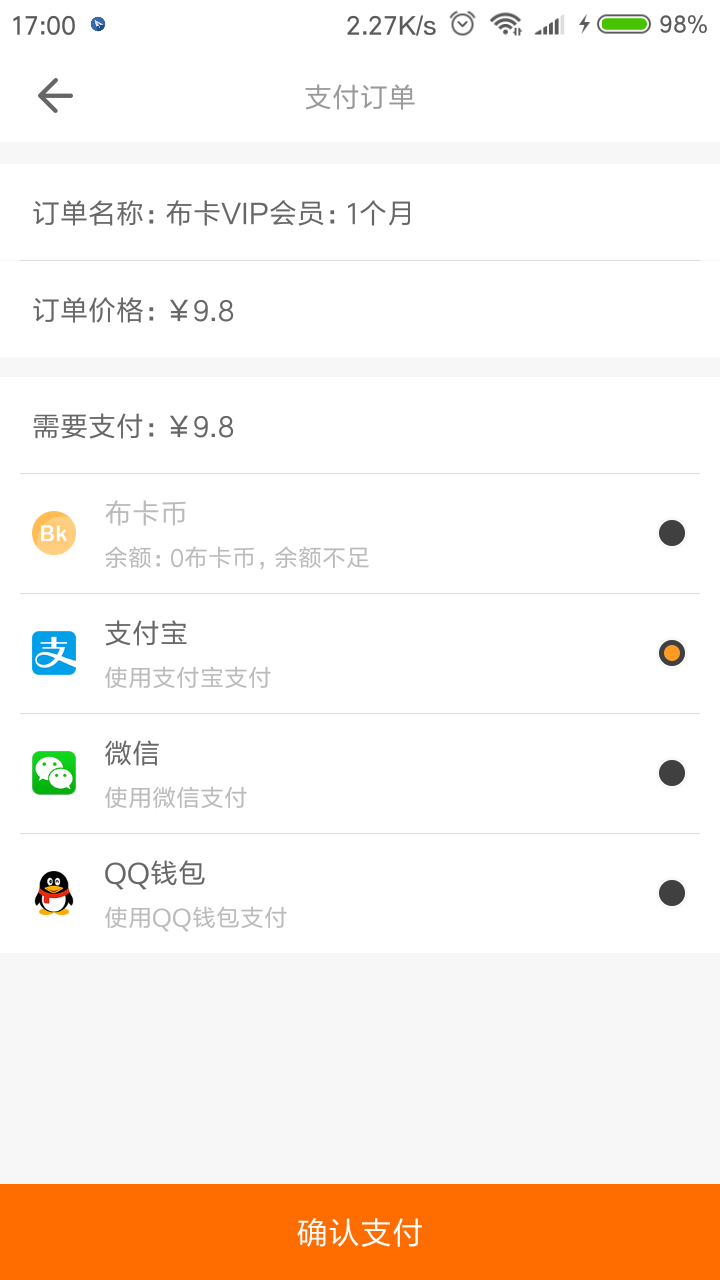 17:00 2.27K/s 98%
支付订单
订单名称：布卡VIP会员：1个月
订单价格：￥9.8
需要支付：￥9.8
Bk
布卡币
余额：0布卡币，余额不足
支
支付宝
使用支付宝支付
微信
使用微信支付
QQ钱包
使用QQ钱包支付
确认支付